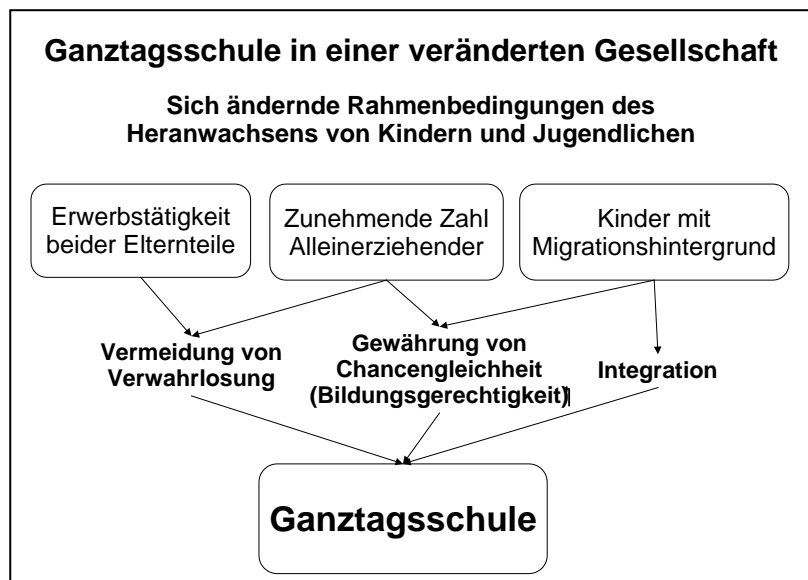 Ganztagsschule in einer veränderten Gesellschaft
Sich ändernde Rahmenbedingungen des
Heranwachsens von Kindern und Jugendlichen
Erwerbstätigkeit
beider Elternteile
Zunehmende Zahl
Alleinerziehender
Kinder mit
Migrationshintergrund
Vermeidung von
Verwahrlosung
Gewährung von
Chancengleichheit
(Bildungsgerechtigkeit)¶
Integration
Ganztagsschule